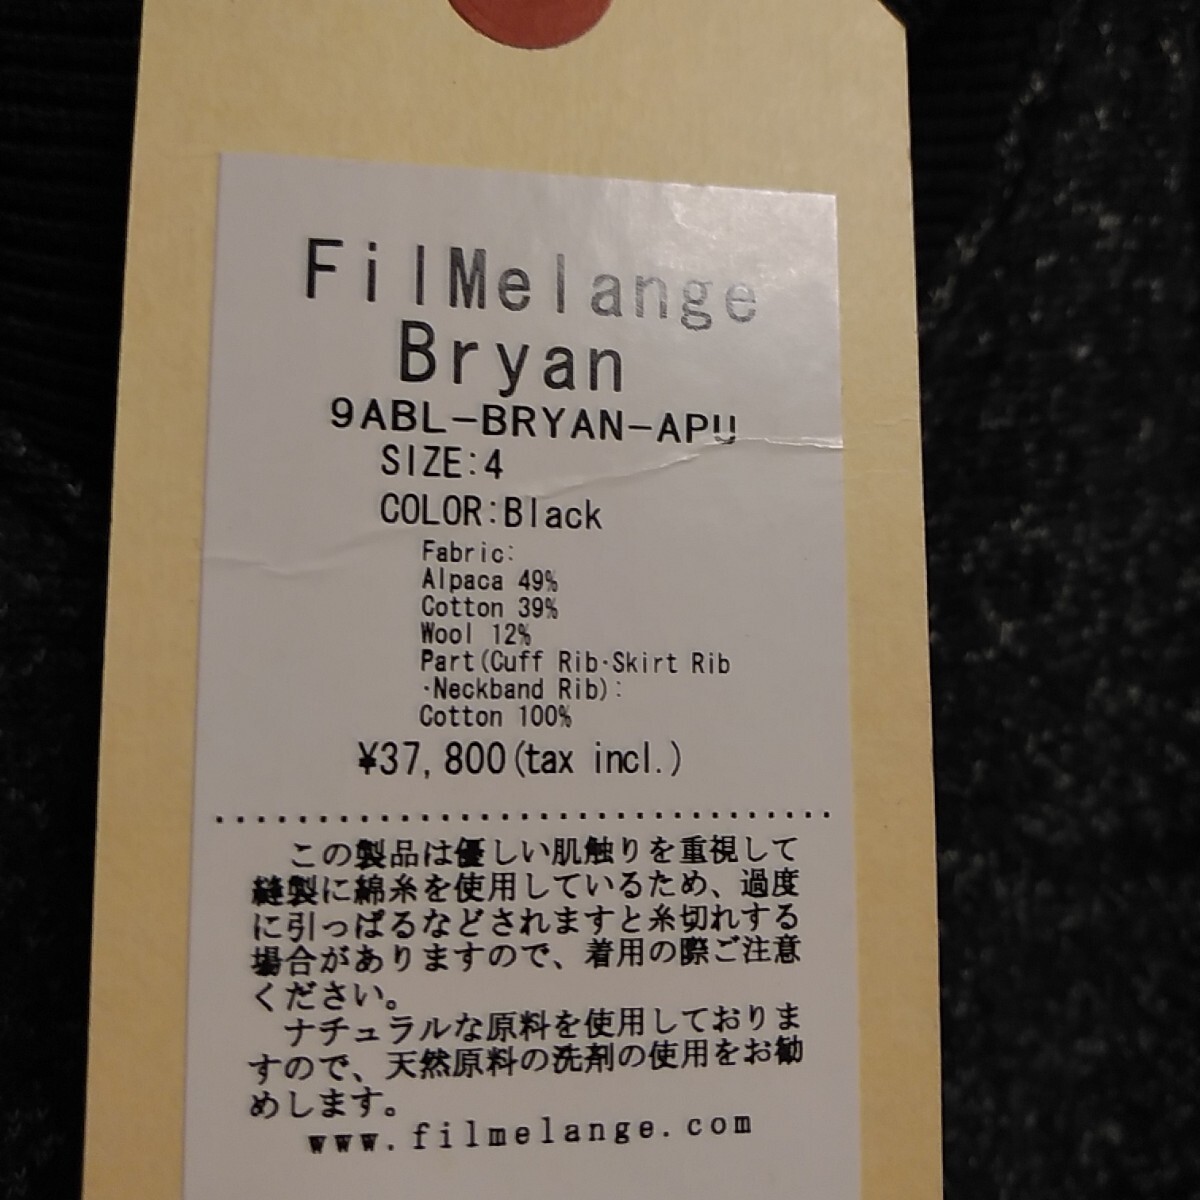 FilMelange
Bryan
9ABL-BRYAN-APU
SIZE:4
COLOR:Black
Fabric:
Alpaca 49%
Cotton 39%
Wool 12%
Part(Cuff Rib·Skirt Rib
·Neckband Rib):
Cotton 100%
¥37,800(tax incl.)
この製品は優しい肌触りを重視して
縫製に綿糸を使用しているため、過度
に引っぱるなどされますと糸切れする
場合がありますので、着用の際ご注意
ください。
ナチュラルな原料を使用しておりま
すので、天然原料の洗剤の使用をお勧
めします。
www.filmelange.com